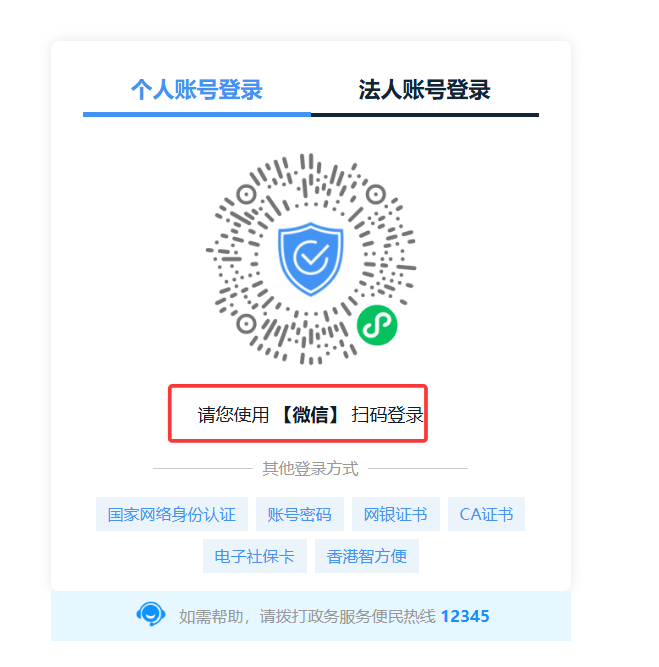 个人账号登录 法人账号登录
请您使用 【微信】 扫码登录
其他登录方式
国家网络身份认证 账号密码 网银证书 CA证书
电子社保卡 香港智方便
如需帮助，请拨打政务服务便民热线 12345